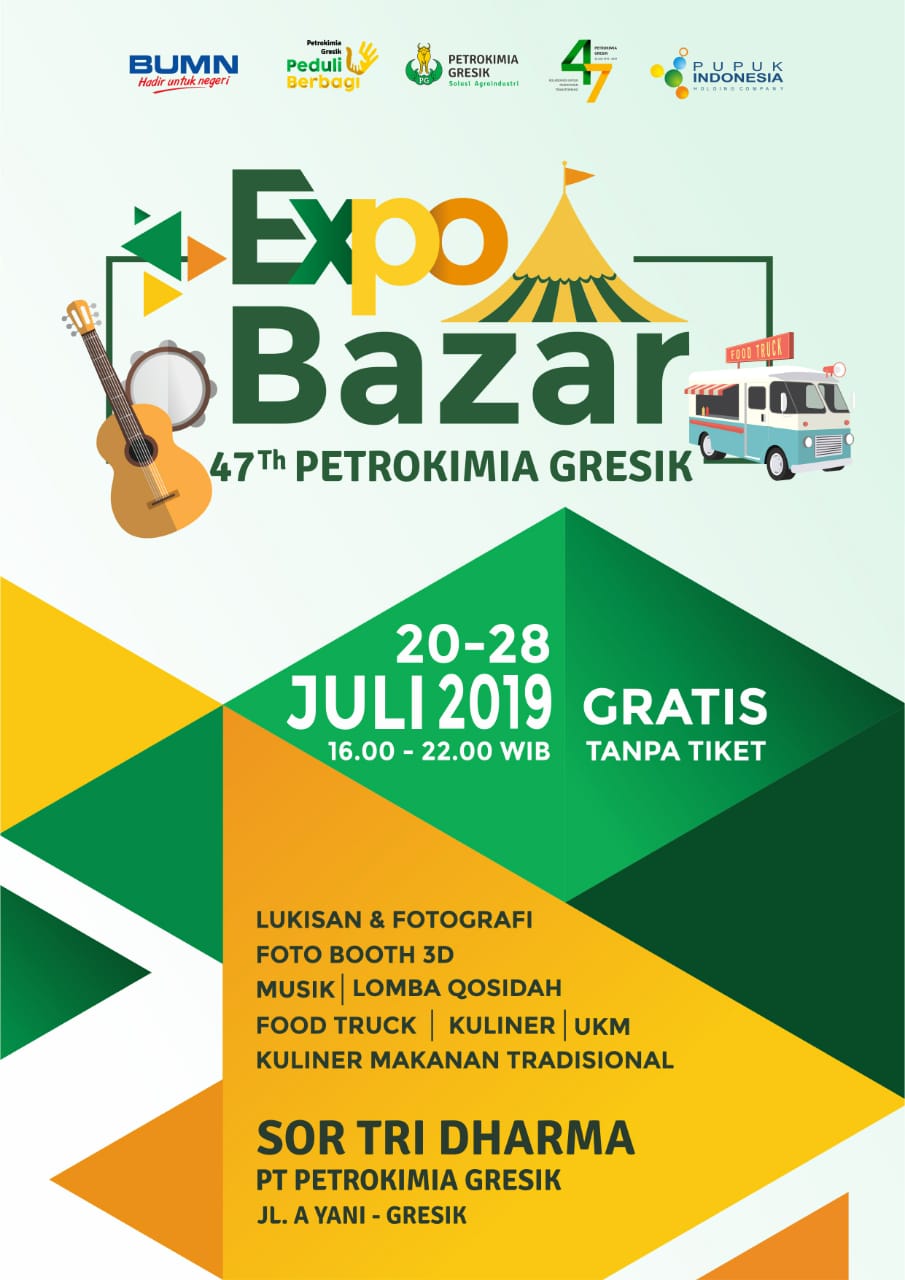 BUMN
Hadir untuk negeri
Petrokimia
Gresik
Peduli
Berbagi
PG
PETROKIMIA
GRESIK
Solusi Agroindustri
47
PETROKIMIA
GRESIK
PUPUK
INDONESIA
HOLDING COMPANY
Expo
Bazar
FOOD TRUCK
47Th PETROKIMIA GRESIK
20-28
JULI 2019
16.00 - 22.00 WIB
GRATIS
TANPA TIKET
LUKISAN & FOTOGRAFI
FOTO BOOTH 3D
MUSIK | LOMBA QOSIDAH
FOOD TRUCK | KULINER | UKM
KULINER MAKANAN TRADISIONAL
SOR TRI DHARMA
PT PETROKIMIA GRESIK
JL. A YANI - GRESIK